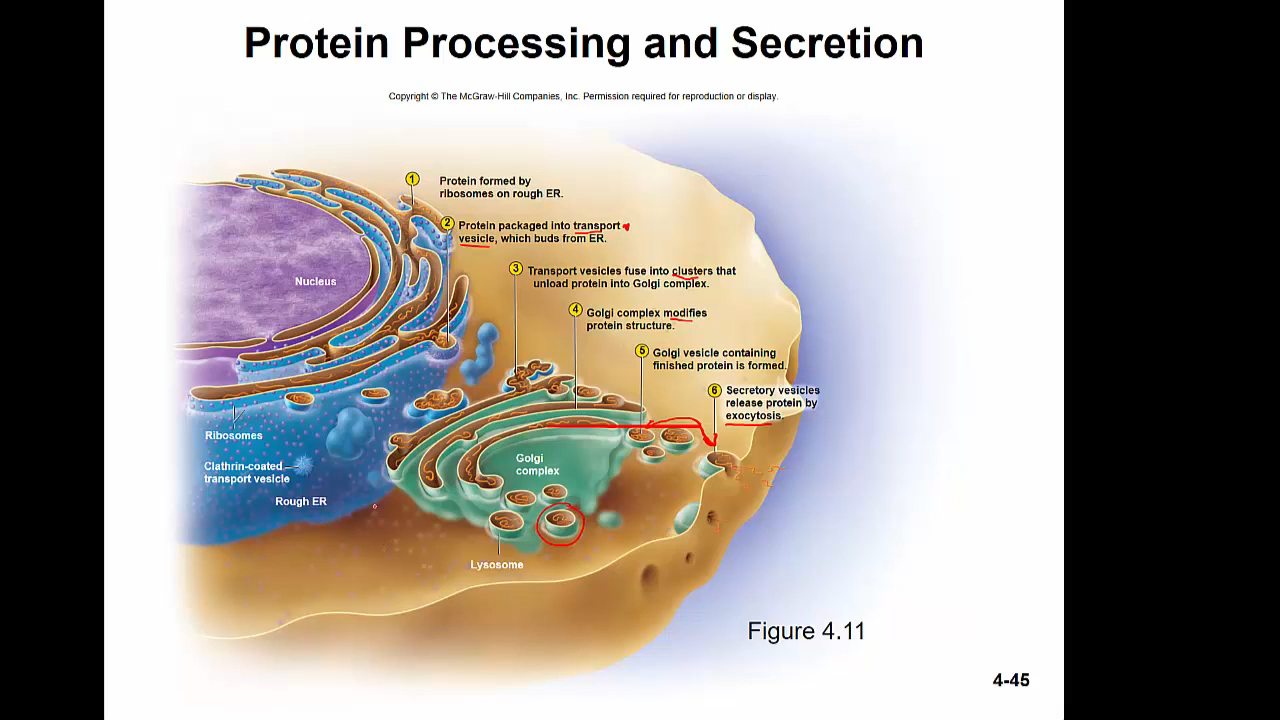 Protein Processing and Secretion
Copyright © The McGraw-Hill Companies, Inc. Permission required for reproduction or display.
1
Protein formed by
ribosomes on rough ER.
2
Protein packaged into transport
vesicle, which buds from ER.
3
Transport vesicles fuse into clusters that
unload protein into Golgi complex.
4
Golgi complex modifies
protein structure.
5
Golgi vesicle containing
finished protein is formed.
6
Secretory vesicles
release protein by
exocytosis.
Nucleus
Ribosomes
Clathrin-coated
transport vesicle
Rough ER
Golgi
complex
Lysosome
Figure 4.11
4-45